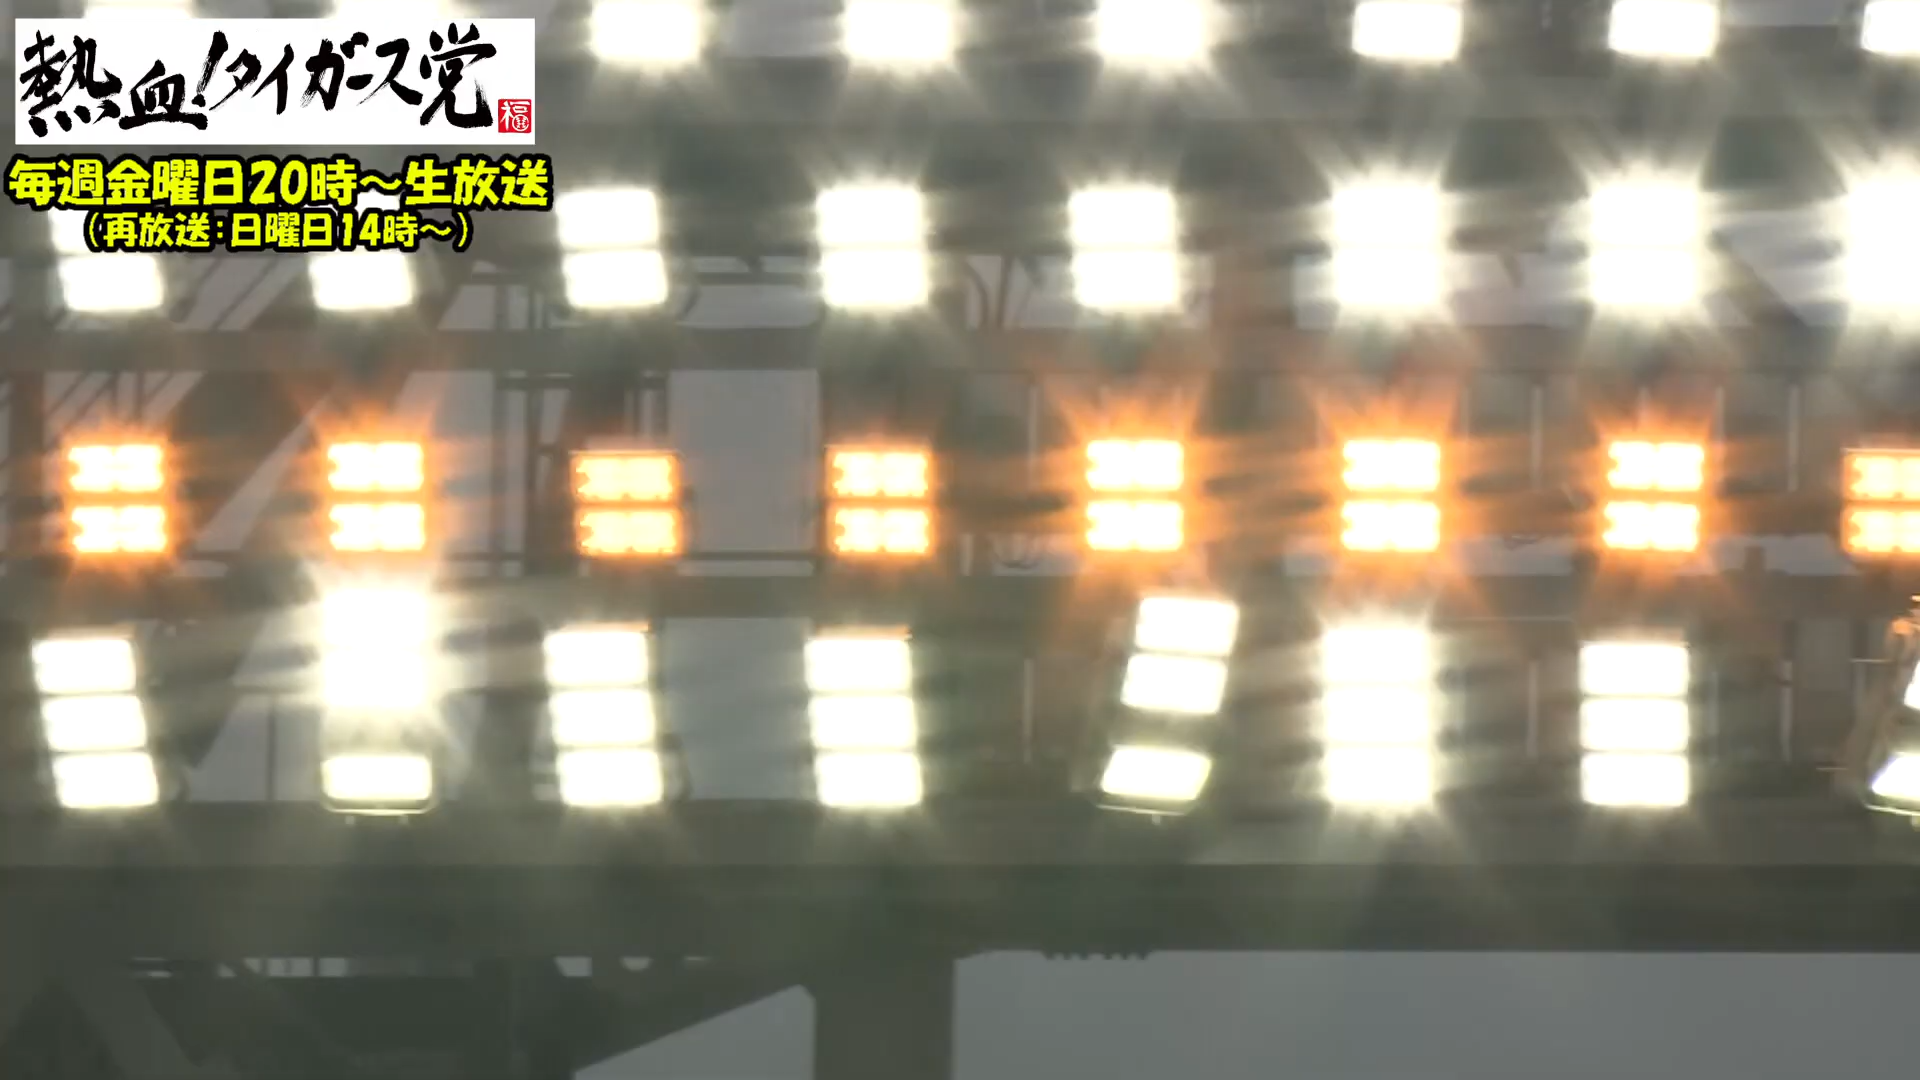 熱血!タイガース党
福
毎週金曜日20時～生放送
（再放送：日曜日14時～）